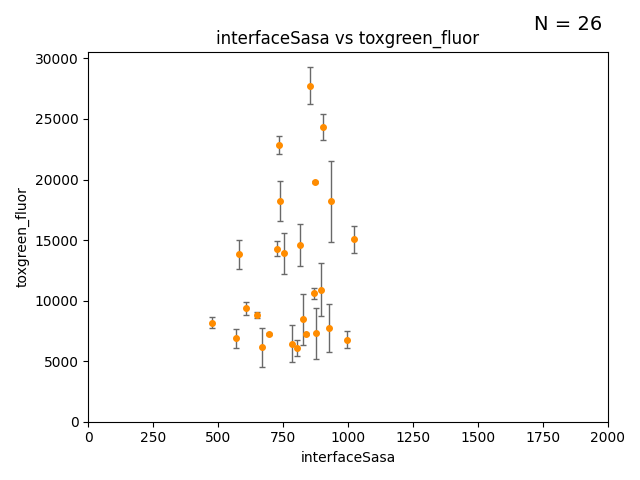 N = 26
interfaceSasa vs toxgreen_fluor
30000
25000
20000
15000
10000
5000
0
toxgreen_fluor
0 250 500 750 1000 1250 1500 1750 2000
interfaceSasa